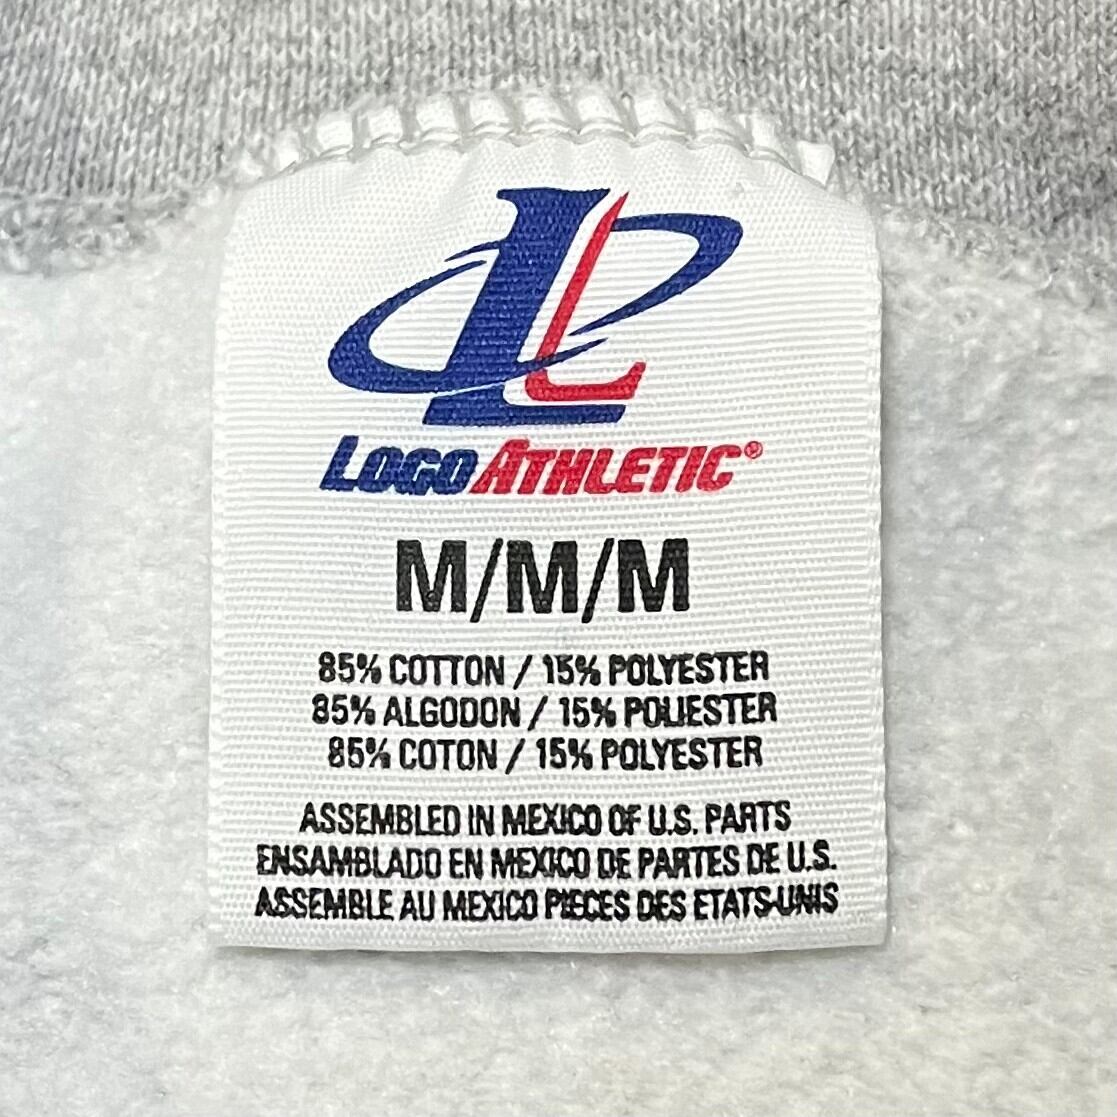 LL
LOGO ATHLETIC®
M/M/M
85% COTTON / 15% POLYESTER
85% ALGODON / 15% POLIESTER
85% COTON / 15% POLYESTER
ASSEMBLED IN MEXICO OF U.S. PARTS
ENSAMBLADO EN MEXICO DE PARTES DE U.S.
ASSEMBLE AU MEXICO PIECES DES ETATS-UNIS